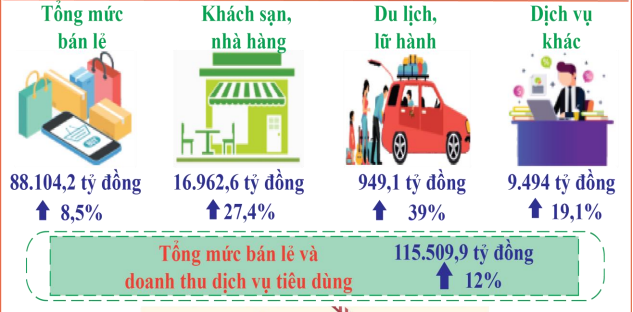 Tổng mức
bán lẻ
Khách sạn,
nhà hàng
Du lịch,
lữ hành
Dịch vụ
khác
88.104,2 tỷ đồng
8,5%
16.962,6 tỷ đồng
27,4%
949,1 tỷ đồng
39%
9.494 tỷ đồng
19,1%
Tổng mức bán lẻ và
doanh thu dịch vụ tiêu dùng
115.509,9 tỷ đồng
12%